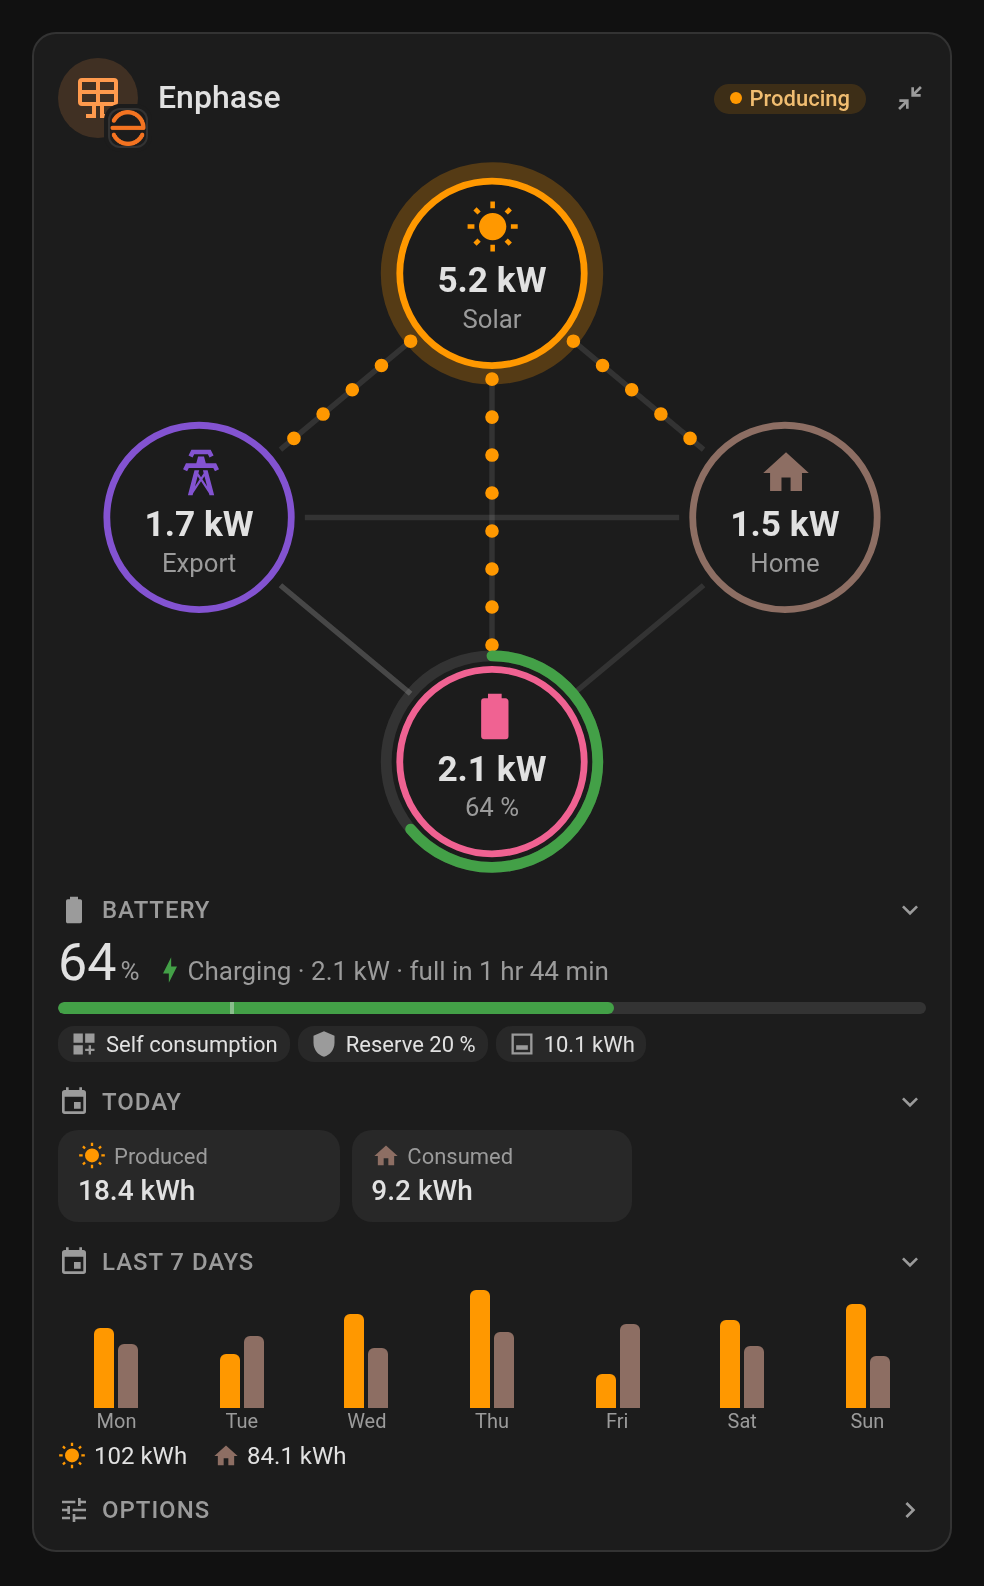 Enphase
Producing
5.2 kW
Solar
1.7 kW
Export
1.5 kW
Home
2.1 kW
64 %
BATTERY
64 % Charging · 2.1 kW · full in 1 hr 44 min
Self consumption
Reserve 20 %
10.1 kWh
TODAY
Produced
18.4 kWh
Consumed
9.2 kWh
LAST 7 DAYS
Mon Tue Wed Thu Fri Sat Sun
102 kWh 84.1 kWh
OPTIONS